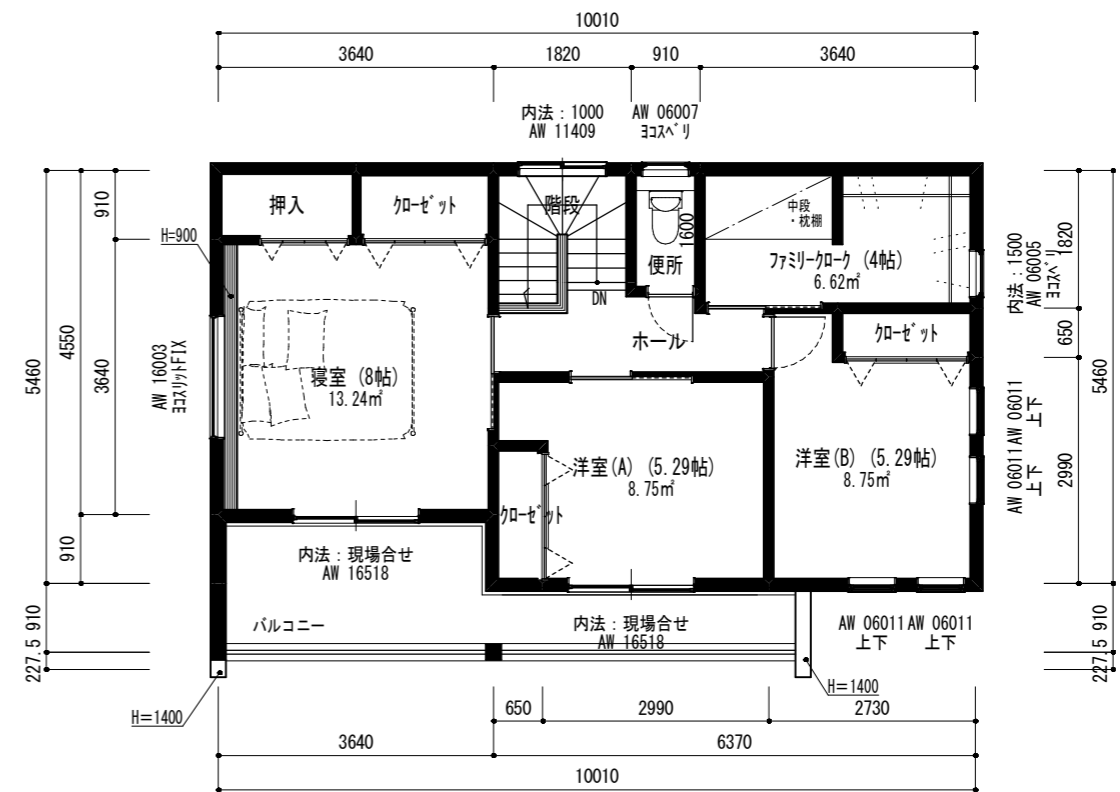 10010
3640
1820
910
3640
内法：1000
AW 11409
AW 06007
ヨコスベリ
910
4550
3640
5460
910
910
227.5
H=900
AW 16003
ヨコスリットFIX
押入
クローゼット
階段
DN
便所
1600
中段
・枕棚
ファミリークローク (4帖)
6.62㎡
ホール
クローゼット
寝室 (8帖)
13.24㎡
洋室(A) (5.29帖)
8.75㎡
洋室(B) (5.29帖)
8.75㎡
クローゼット
内法：1500
AW 06005
ヨコスベリ
1820
650
5460
AW 06011
上下
AW 06011
上下
2990
910
227.5
内法：現場合せ
AW 16518
バルコニー
内法：現場合せ
AW 16518
AW 06011
上下
AW 06011
上下
H=1400
H=1400
650
2990
2730
3640
6370
10010